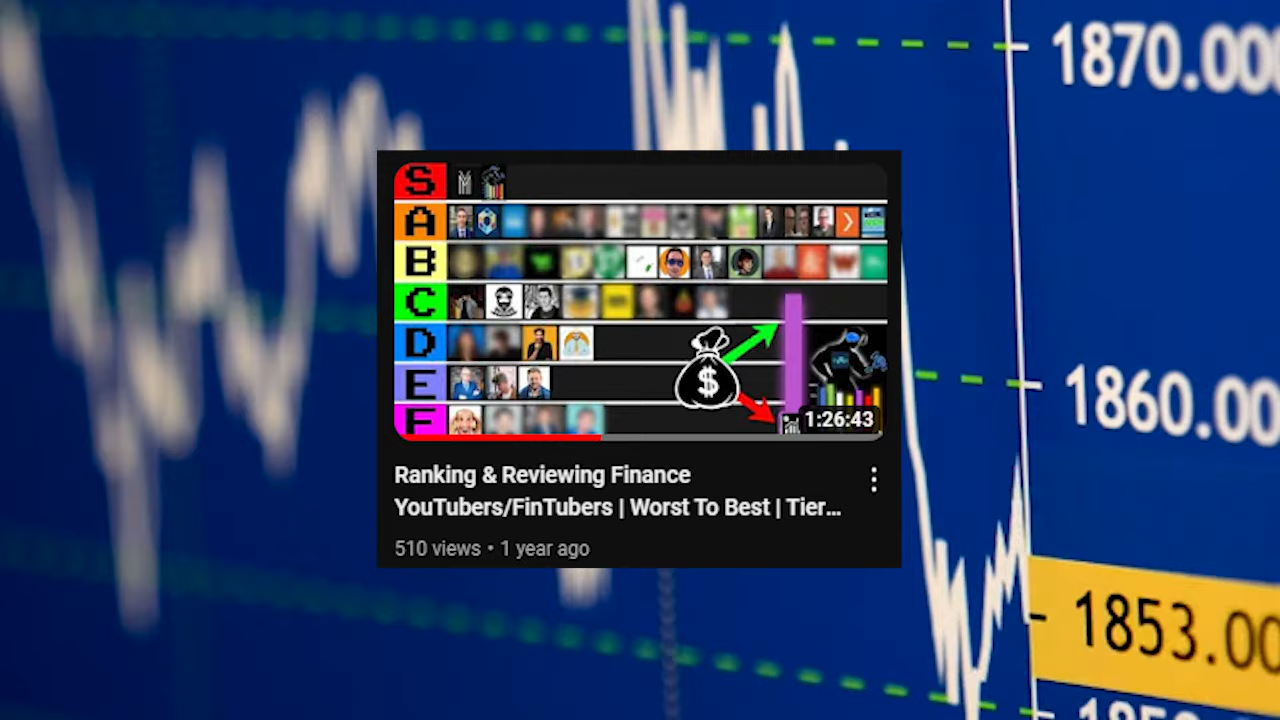 1870.00
S
A
B
C
D
E
F
$
1:26:43
Ranking & Reviewing Finance
YouTubers/FinTubers | Worst To Best | Tier...
510 views • 1 year ago
1860.00
1853.00